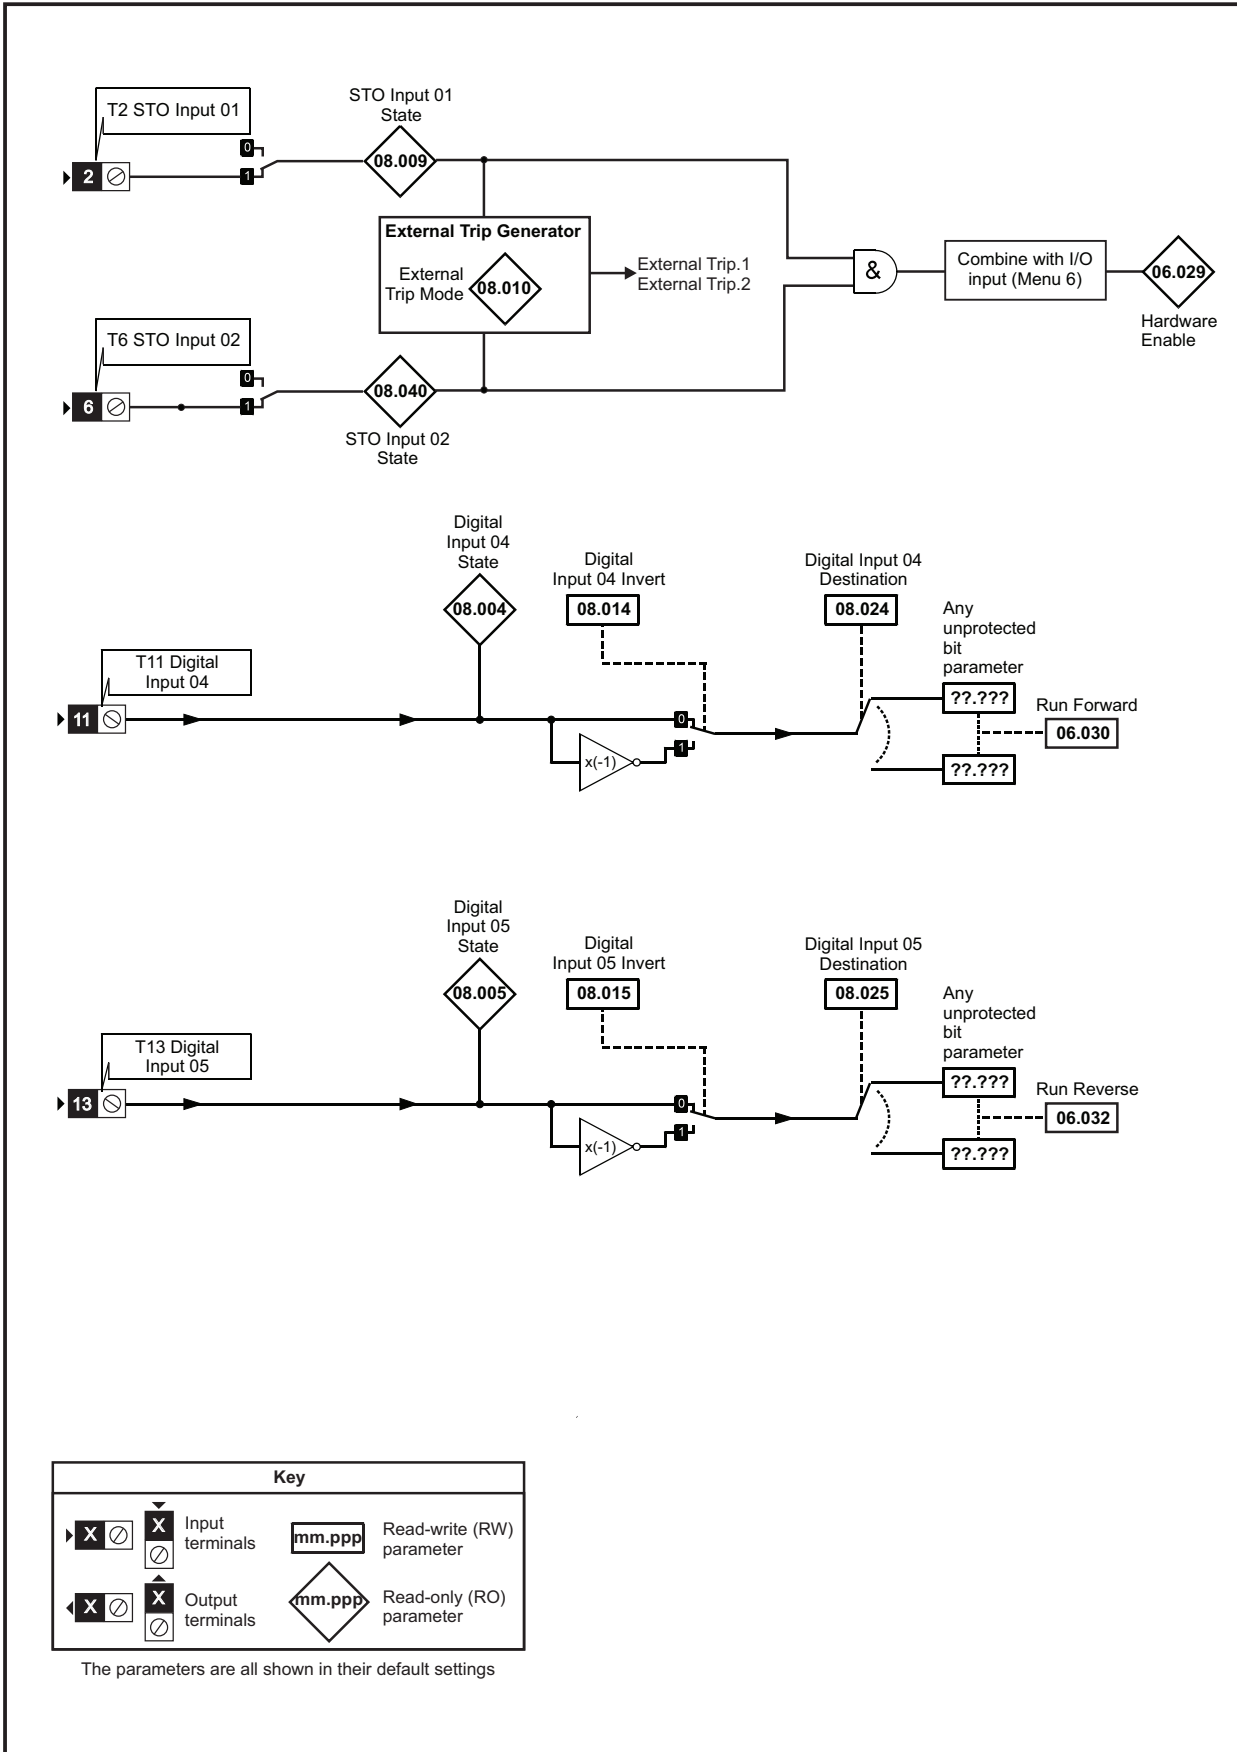 T2 STO Input 01
STO Input 01
State
0
08.009
2
1
External Trip Generator
External
Trip Mode
08.010
External Trip.1
External Trip.2
&
Combine with I/O
input (Menu 6)
06.029
Hardware
Enable
T6 STO Input 02
0
08.040
6
1
STO Input 02
State
Digital
Input 04
State
08.004
Digital
Input 04 Invert
08.014
Digital Input 04
Destination
08.024
Any
unprotected
bit
parameter
T11 Digital
Input 04
11
0
1
x(-1)
??.???
??.???
Run Forward
06.030
Digital
Input 05
State
08.005
Digital
Input 05 Invert
08.015
Digital Input 05
Destination
08.025
Any
unprotected
bit
parameter
T13 Digital
Input 05
13
0
1
x(-1)
??.???
??.???
Run Reverse
06.032
Key
X
X
Input
terminals
mm.ppp
Read-write (RW)
parameter
X
X
Output
terminals
mm.ppp
Read-only (RO)
parameter
The parameters are all shown in their default settings